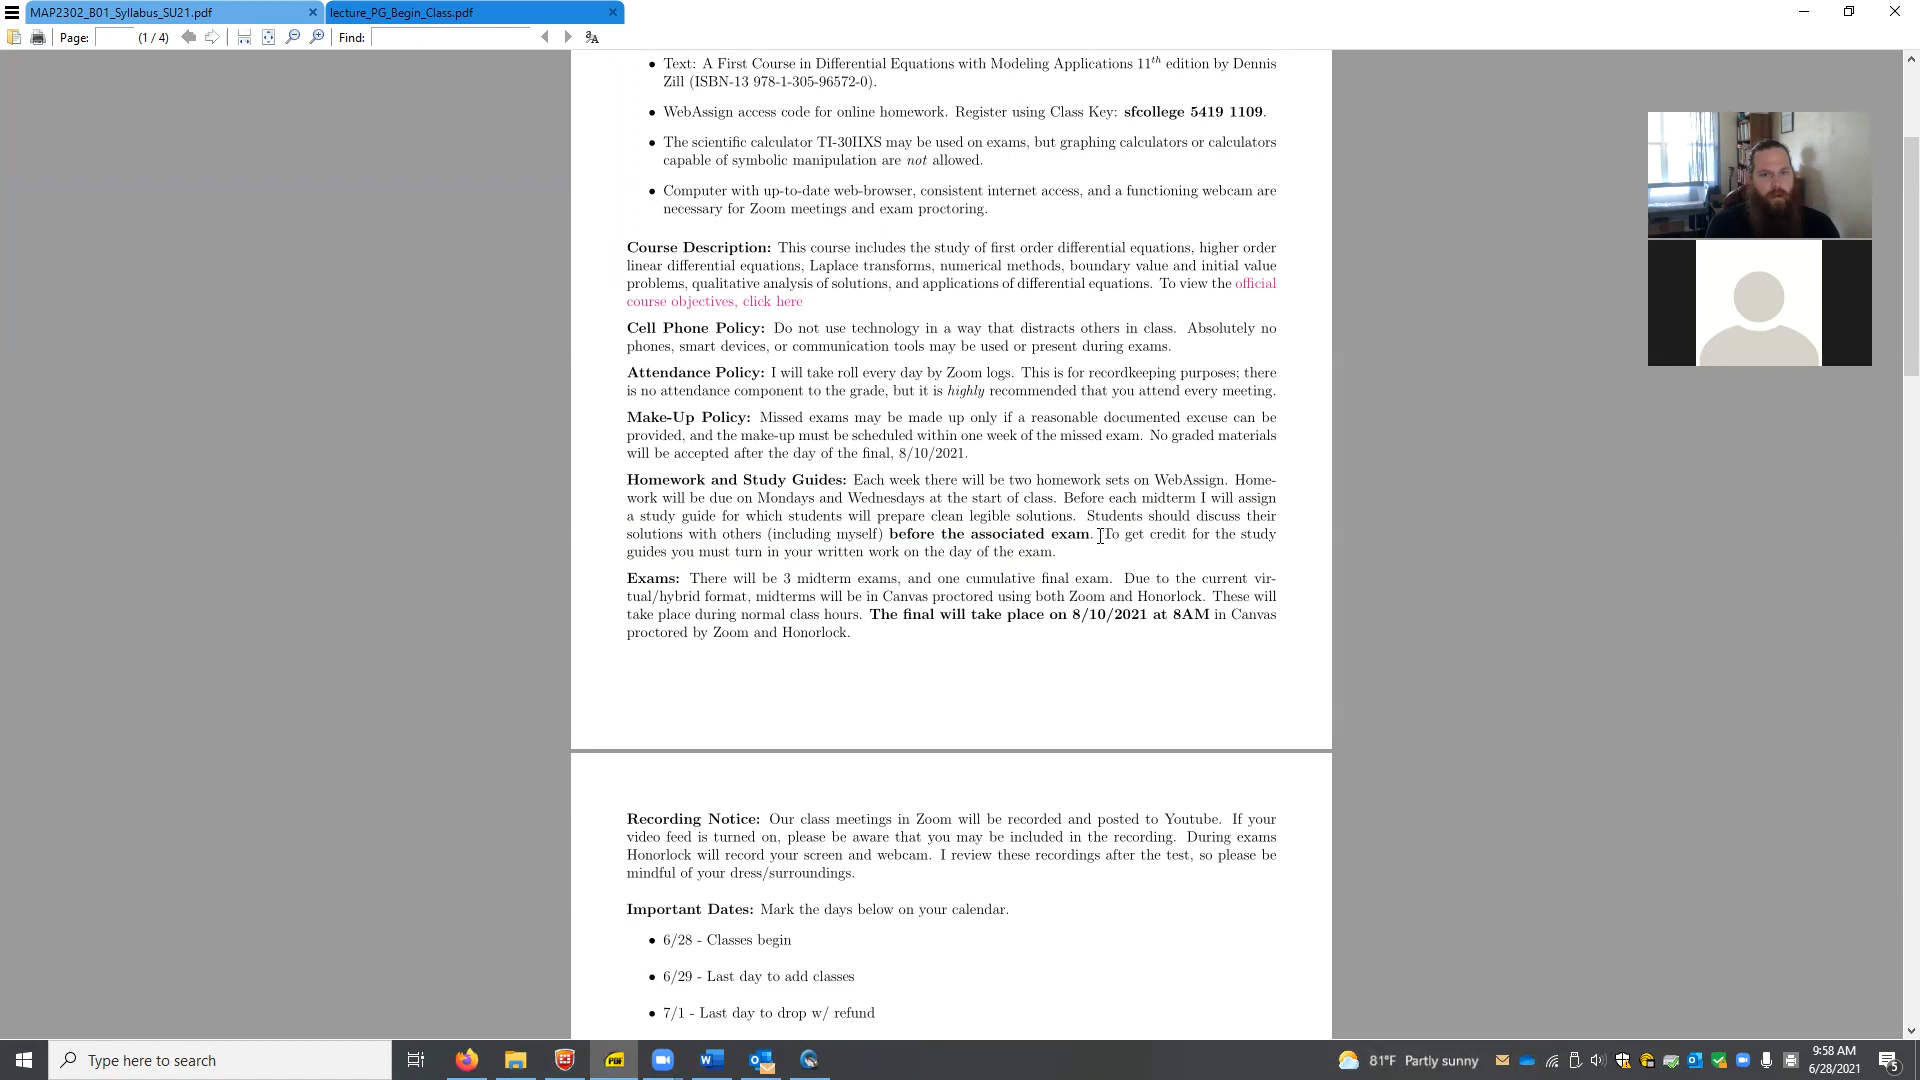 MAP2302_B01_Syllabus_SU21.pdf
lecture_PG_Begin_Class.pdf
Page:
(1 / 4)
Find:
• Text: A First Course in Differential Equations with Modeling Applications 11th edition by Dennis
Zill (ISBN-13 978-1-305-96572-0).
• WebAssign access code for online homework. Register using Class Key: sfcollege 5419 1109.
• The scientific calculator TI-30IIXS may be used on exams, but graphing calculators or calculators
capable of symbolic manipulation are not allowed.
• Computer with up-to-date web-browser, consistent internet access, and a functioning webcam are
necessary for Zoom meetings and exam proctoring.
Course Description: This course includes the study of first order differential equations, higher order
linear differential equations, Laplace transforms, numerical methods, boundary value and initial value
problems, qualitative analysis of solutions, and applications of differential equations. To view the official
course objectives, click here
Cell Phone Policy: Do not use technology in a way that distracts others in class. Absolutely no
phones, smart devices, or communication tools may be used or present during exams.
Attendance Policy: I will take roll every day by Zoom logs. This is for recordkeeping purposes; there
is no attendance component to the grade, but it is highly recommended that you attend every meeting.
Make-Up Policy: Missed exams may be made up only if a reasonable documented excuse can be
provided, and the make-up must be scheduled within one week of the missed exam. No graded materials
will be accepted after the day of the final, 8/10/2021.
Homework and Study Guides: Each week there will be two homework sets on WebAssign. Home-
work will be due on Mondays and Wednesdays at the start of class. Before each midterm I will assign
a study guide for which students will prepare clean legible solutions. Students should discuss their
solutions with others (including myself) before the associated exam. To get credit for the study
guides you must turn in your written work on the day of the exam.
Exams: There will be 3 midterm exams, and one cumulative final exam. Due to the current vir-
tual/hybrid format, midterms will be in Canvas proctored using both Zoom and Honorlock. These will
take place during normal class hours. The final will take place on 8/10/2021 at 8AM in Canvas
proctored by Zoom and Honorlock.
Recording Notice: Our class meetings in Zoom will be recorded and posted to Youtube. If your
video feed is turned on, please be aware that you may be included in the recording. During exams
Honorlock will record your screen and webcam. I review these recordings after the test, so please be
mindful of your dress/surroundings.
Important Dates: Mark the days below on your calendar.
• 6/28 - Classes begin
• 6/29 - Last day to add classes
• 7/1 - Last day to drop w/ refund
Type here to search
PDF
81°F Partly sunny
9:58 AM
6/28/2021
5